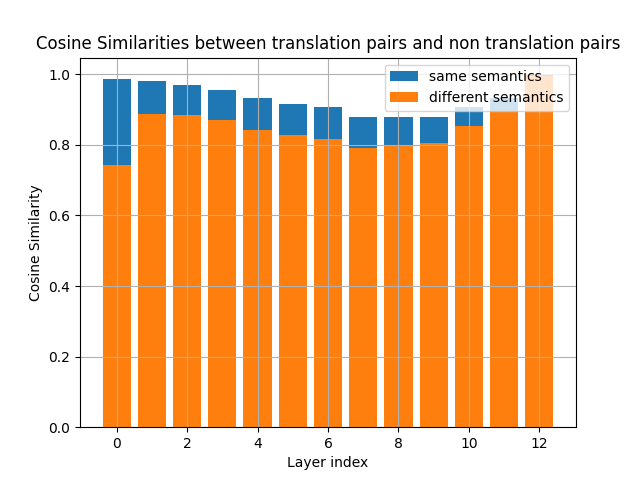 Cosine Similarities between translation pairs and non translation pairs
same semantics
different semantics
Cosine Similarity
1.0
0.8
0.6
0.4
0.2
0.0
0 2 4 6 8 10 12
Layer index